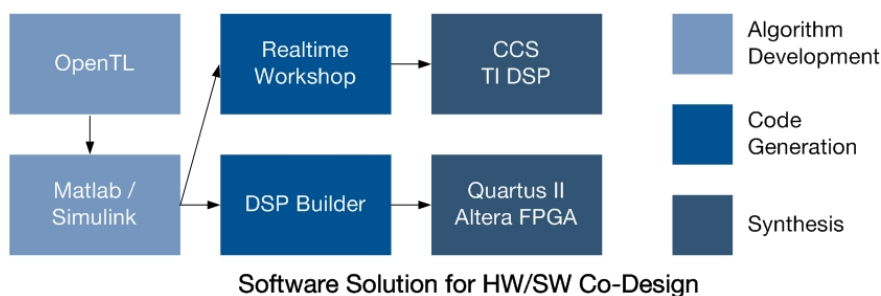 OpenTL
Realtime
Workshop
CCS
TI DSP
Algorithm
Development
Matlab /
Simulink
DSP Builder
Quartus II
Altera FPGA
Code
Generation
Synthesis
Software Solution for HW/SW Co-Design